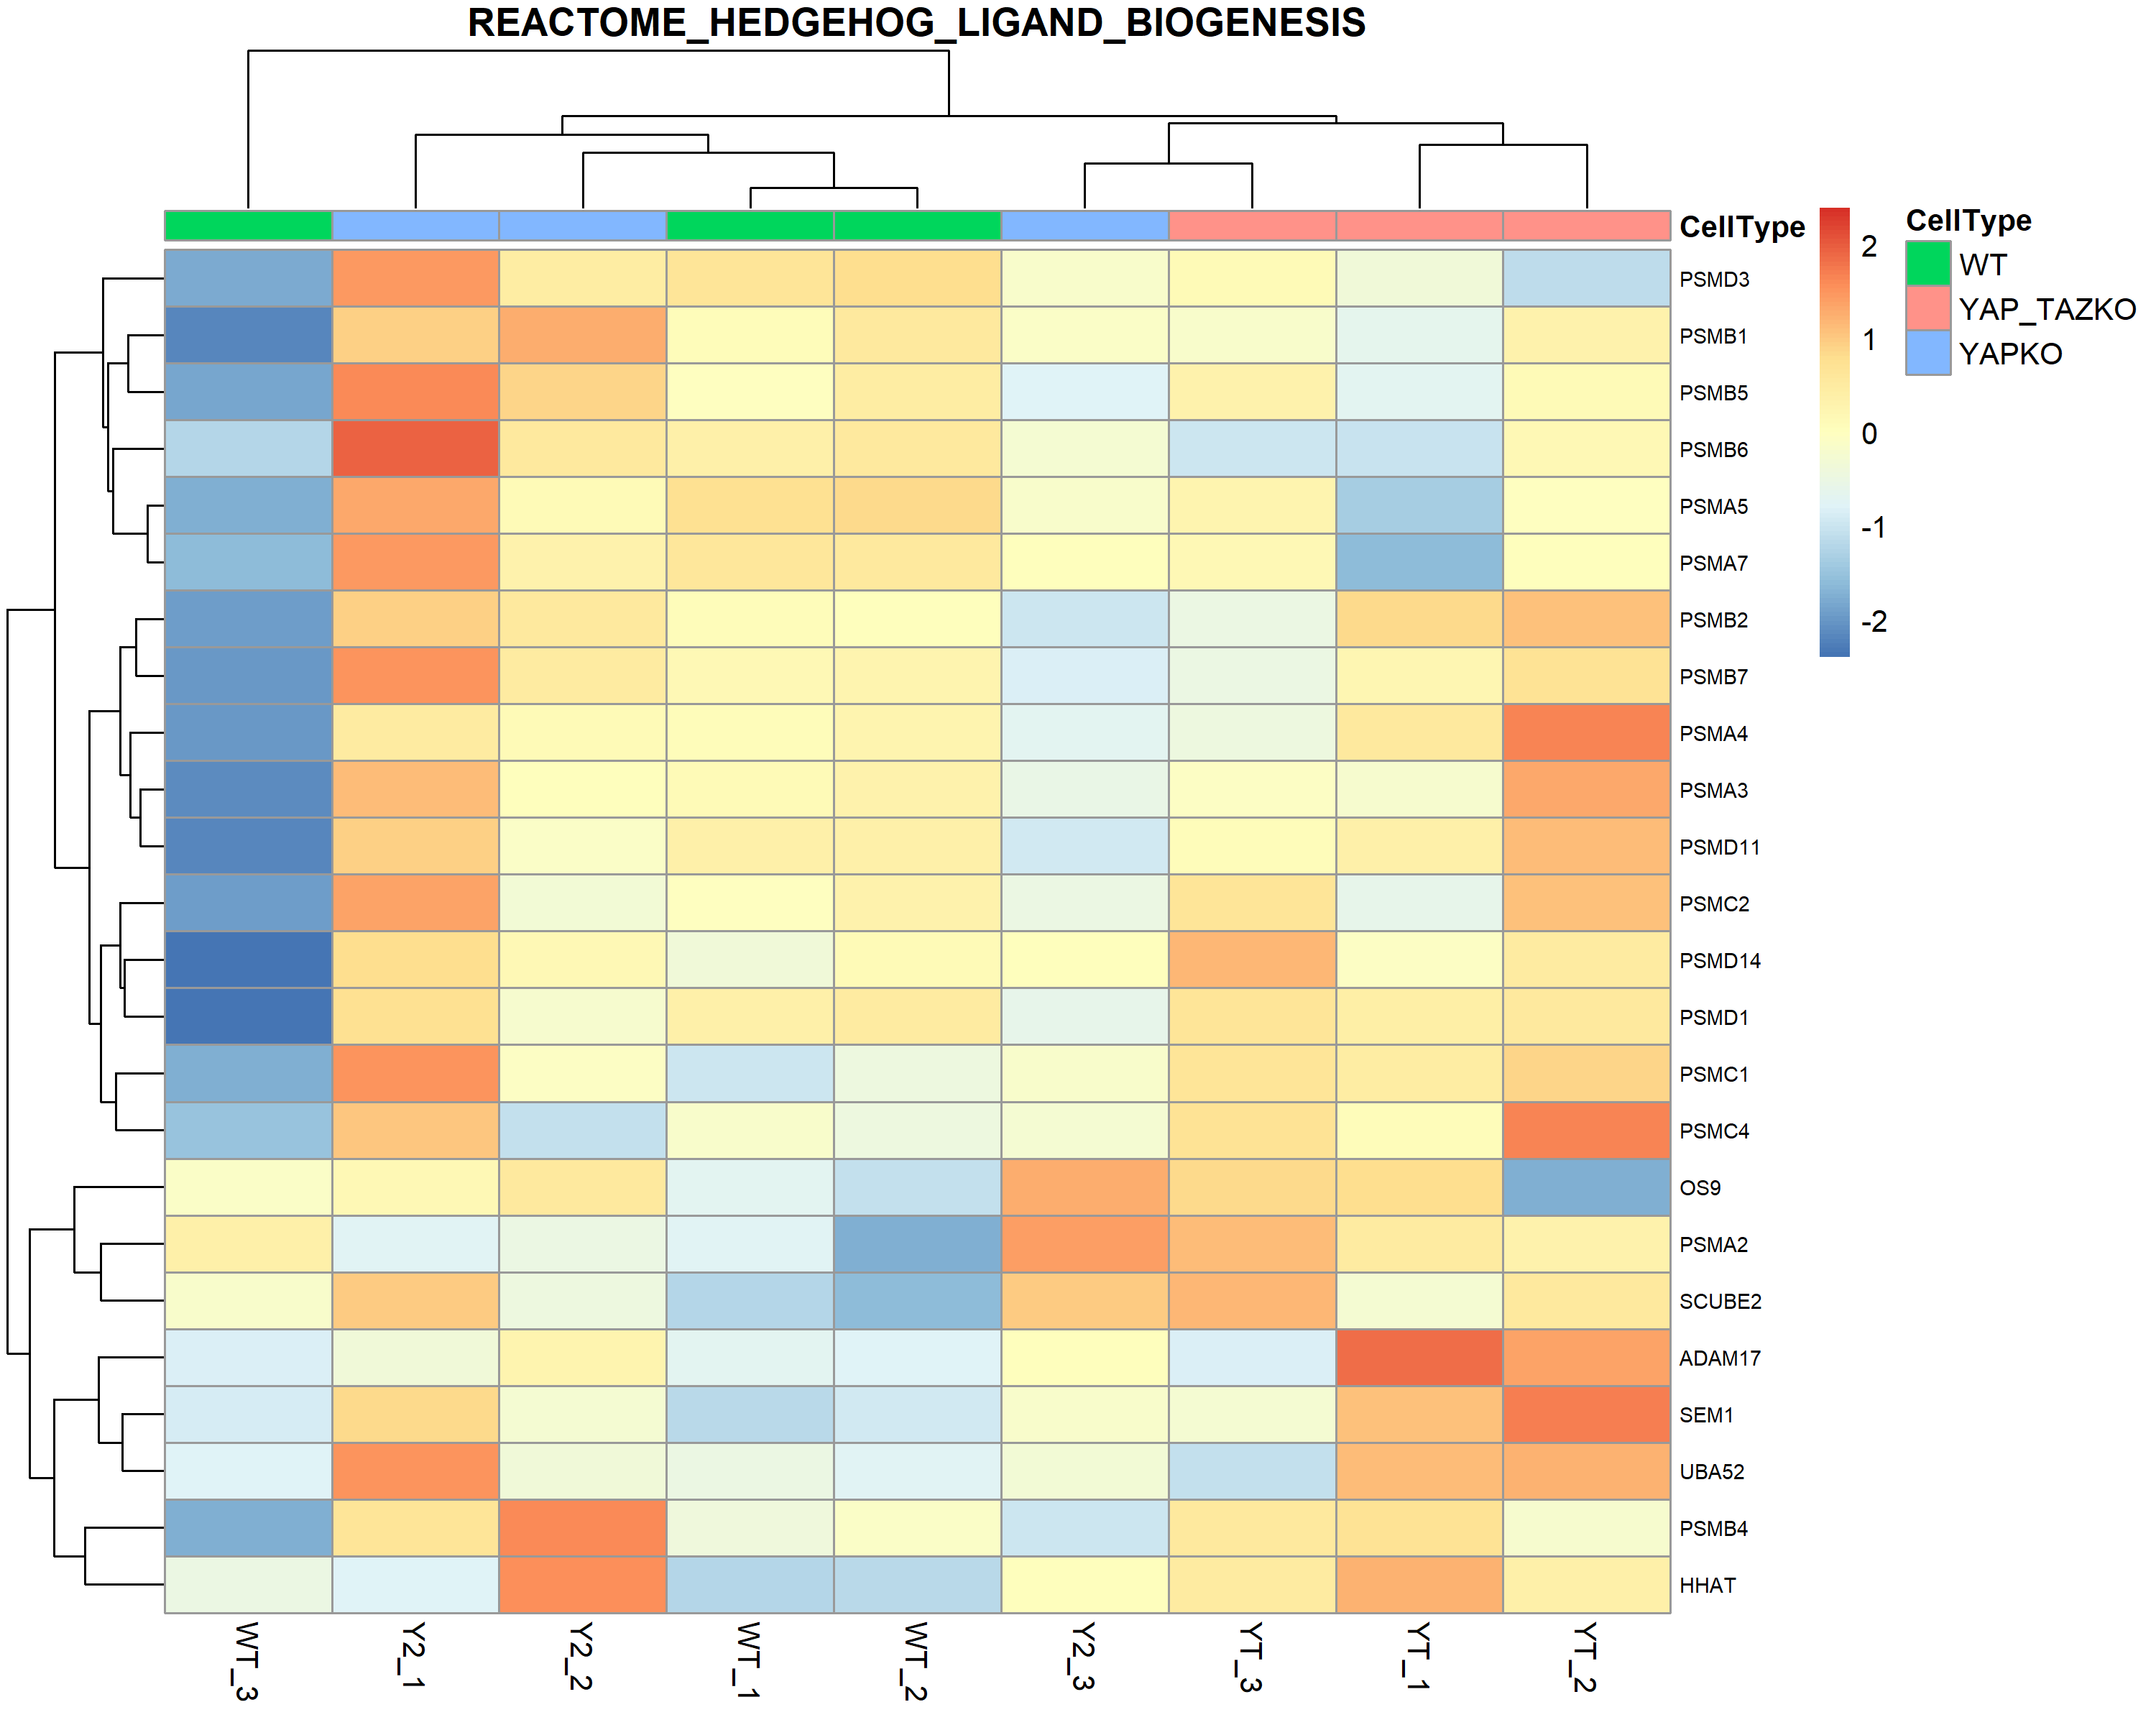 REACTOME_HEDGEHOG_LIGAND_BIOGENESIS
CellType
2
1
0
-1
-2
CellType
WT
YAP_TAZKO
YAPKO
PSMD3
PSMB1
PSMB5
PSMB6
PSMA5
PSMA7
PSMB2
PSMB7
PSMA4
PSMA3
PSMD11
PSMC2
PSMD14
PSMD1
PSMC1
PSMC4
OS9
PSMA2
SCUBE2
ADAM17
SEM1
UBA52
PSMB4
HHAT
WT_3
Y2_1
Y2_2
WT_1
WT_2
Y2_3
YT_3
YT_1
YT_2